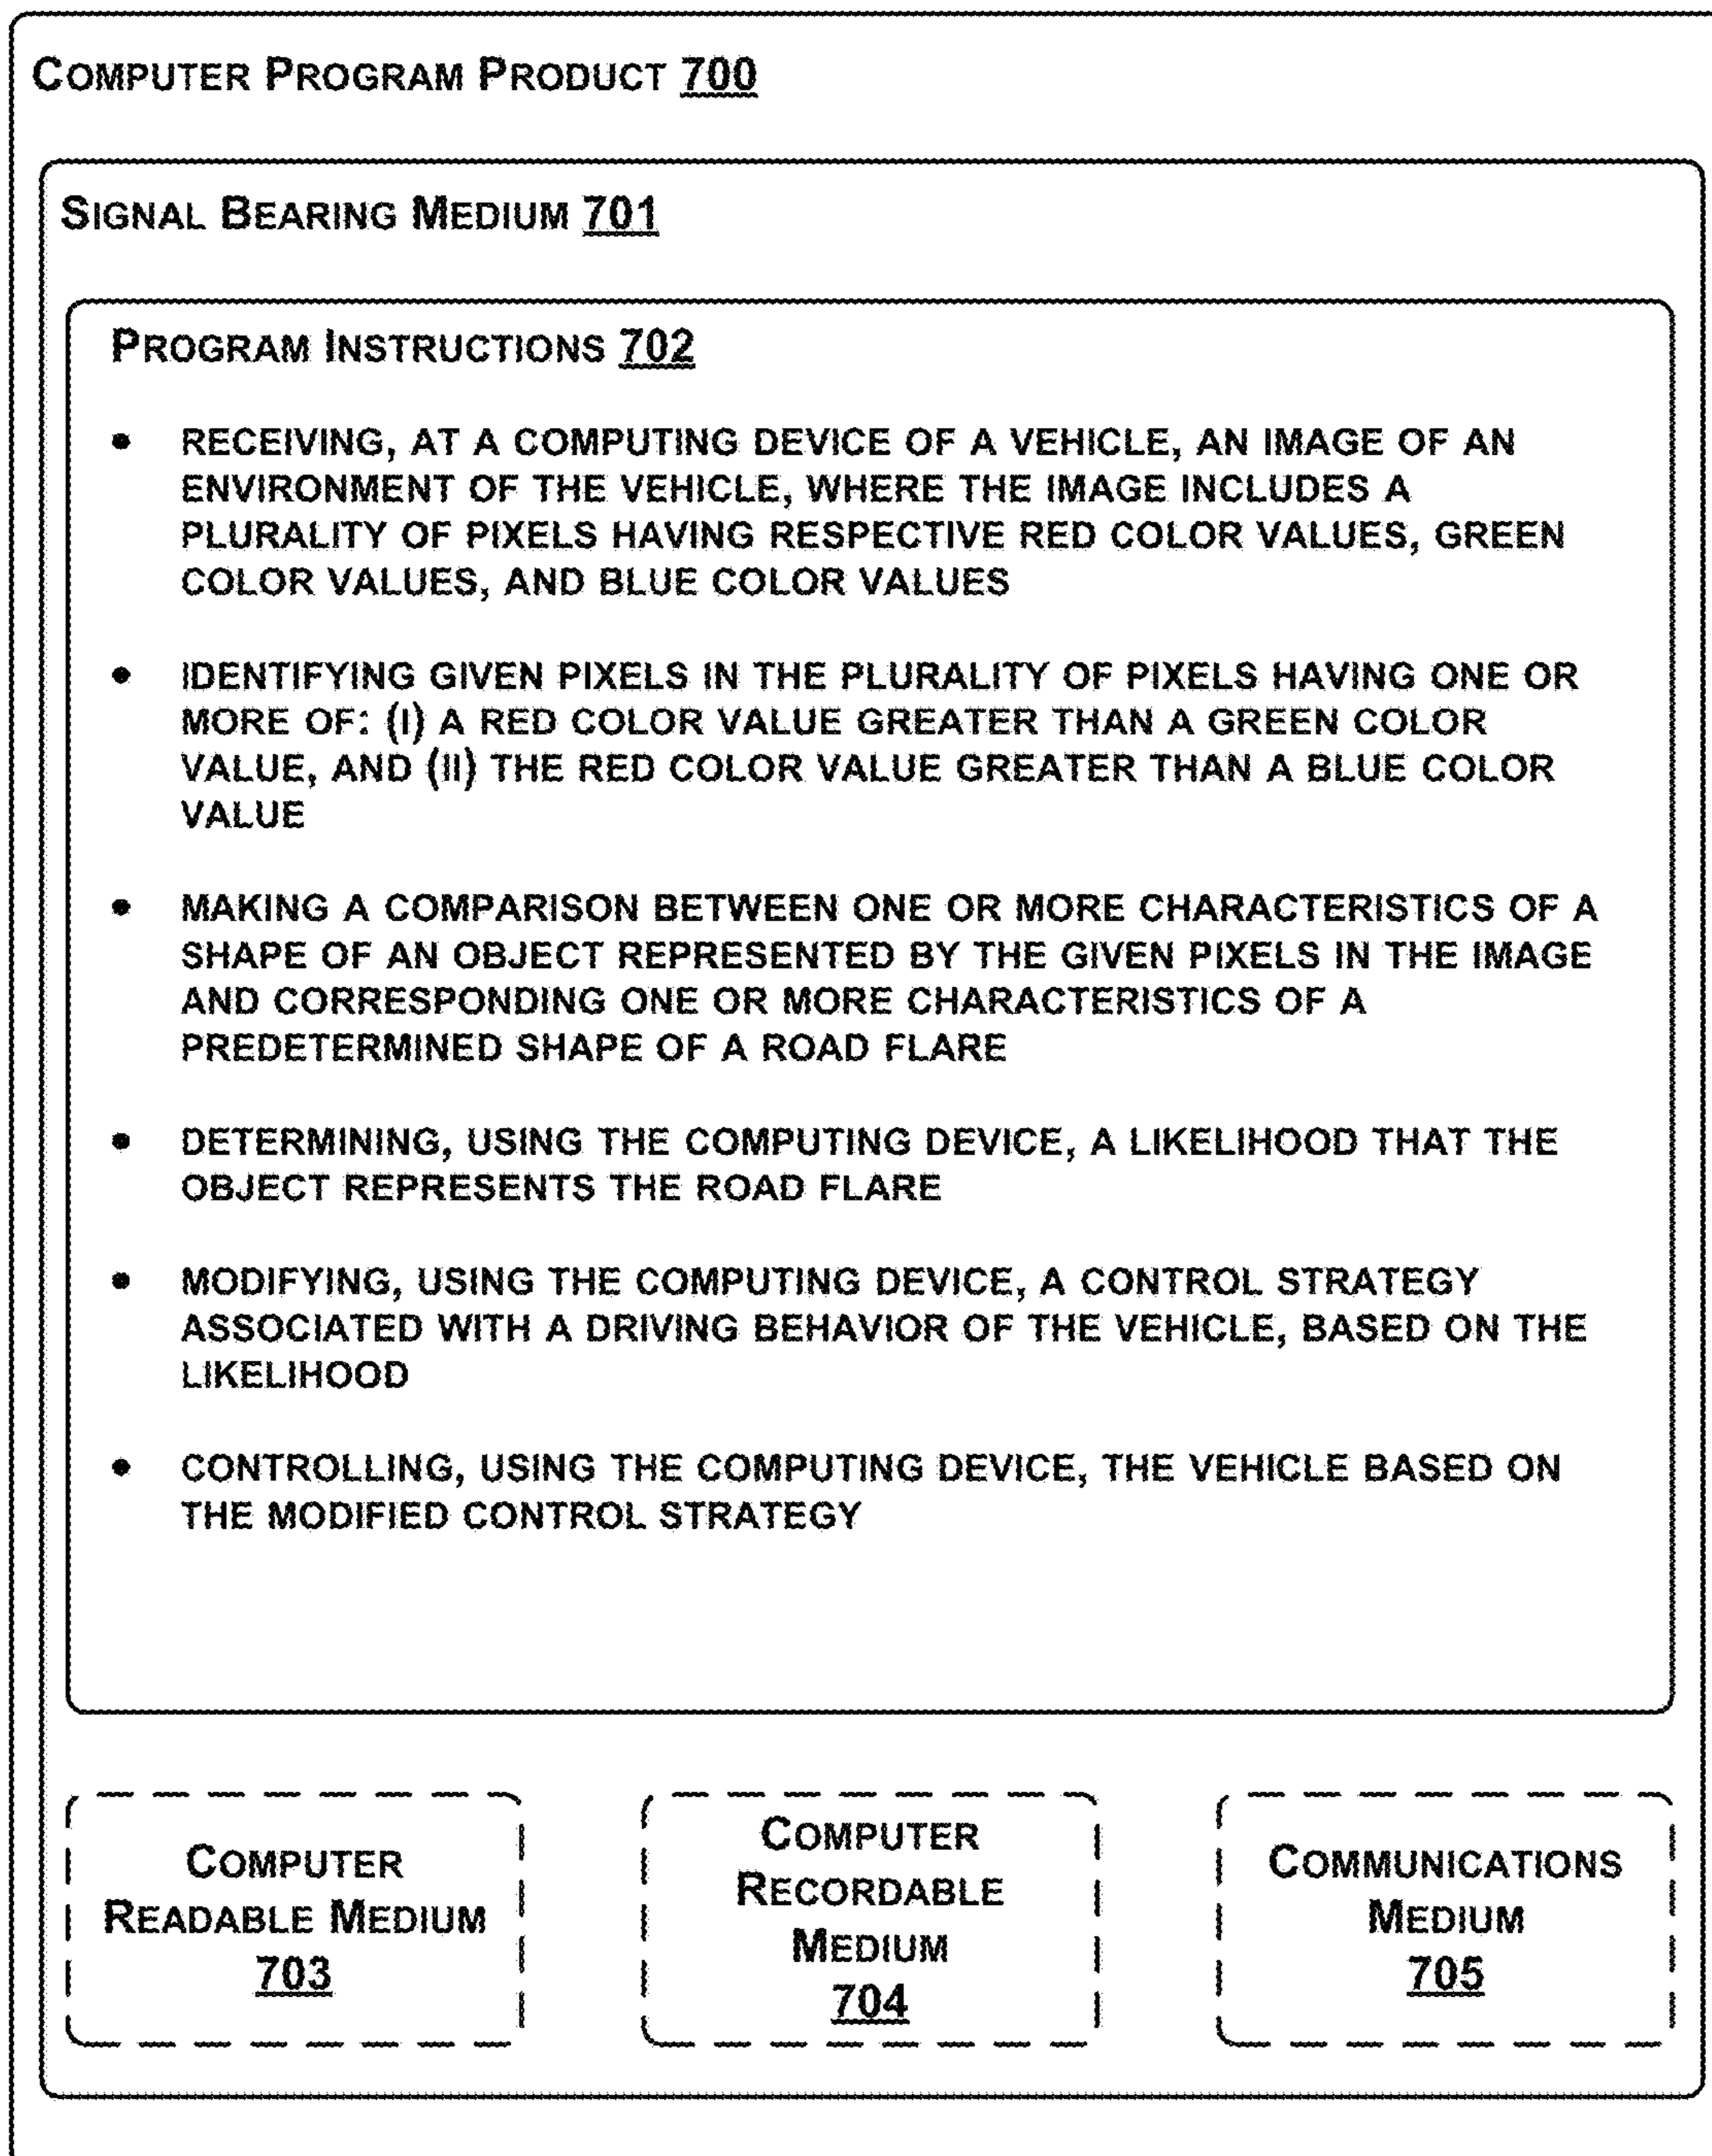 COMPUTER PROGRAM PRODUCT 700
SIGNAL BEARING MEDIUM 701
PROGRAM INSTRUCTIONS 702
• RECEIVING, AT A COMPUTING DEVICE OF A VEHICLE, AN IMAGE OF AN
ENVIRONMENT OF THE VEHICLE, WHERE THE IMAGE INCLUDES A
PLURALITY OF PIXELS HAVING RESPECTIVE RED COLOR VALUES, GREEN
COLOR VALUES, AND BLUE COLOR VALUES
• IDENTIFYING GIVEN PIXELS IN THE PLURALITY OF PIXELS HAVING ONE OR
MORE OF: (I) A RED COLOR VALUE GREATER THAN A GREEN COLOR
VALUE, AND (II) THE RED COLOR VALUE GREATER THAN A BLUE COLOR
VALUE
• MAKING A COMPARISON BETWEEN ONE OR MORE CHARACTERISTICS OF A
SHAPE OF AN OBJECT REPRESENTED BY THE GIVEN PIXELS IN THE IMAGE
AND CORRESPONDING ONE OR MORE CHARACTERISTICS OF A
PREDETERMINED SHAPE OF A ROAD FLARE
• DETERMINING, USING THE COMPUTING DEVICE, A LIKELIHOOD THAT THE
OBJECT REPRESENTS THE ROAD FLARE
• MODIFYING, USING THE COMPUTING DEVICE, A CONTROL STRATEGY
ASSOCIATED WITH A DRIVING BEHAVIOR OF THE VEHICLE, BASED ON THE
LIKELIHOOD
• CONTROLLING, USING THE COMPUTING DEVICE, THE VEHICLE BASED ON
THE MODIFIED CONTROL STRATEGY
COMPUTER
READABLE MEDIUM
703
COMPUTER
RECORDABLE
MEDIUM
704
COMMUNICATIONS
MEDIUM
705